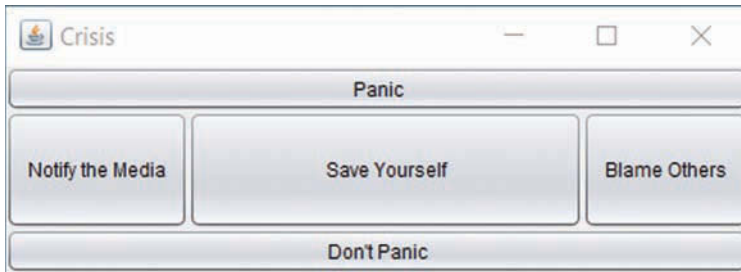 Crisis
Panic
Notify the Media Save Yourself Blame Others
Don't Panic